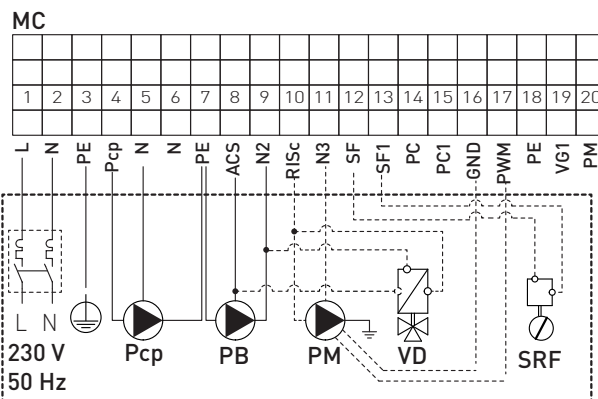 MC
1 2 3 4 5 6 7 8 9 10 11 12 13 14 15 16 17 18 19 20
L N PE Pcp N N PE ACS N2 RISc N3 SF SF1 PC PC1 GND PWM PE VG1 PM
L N
230 V
50 Hz
Pcp PB PM VD SRF